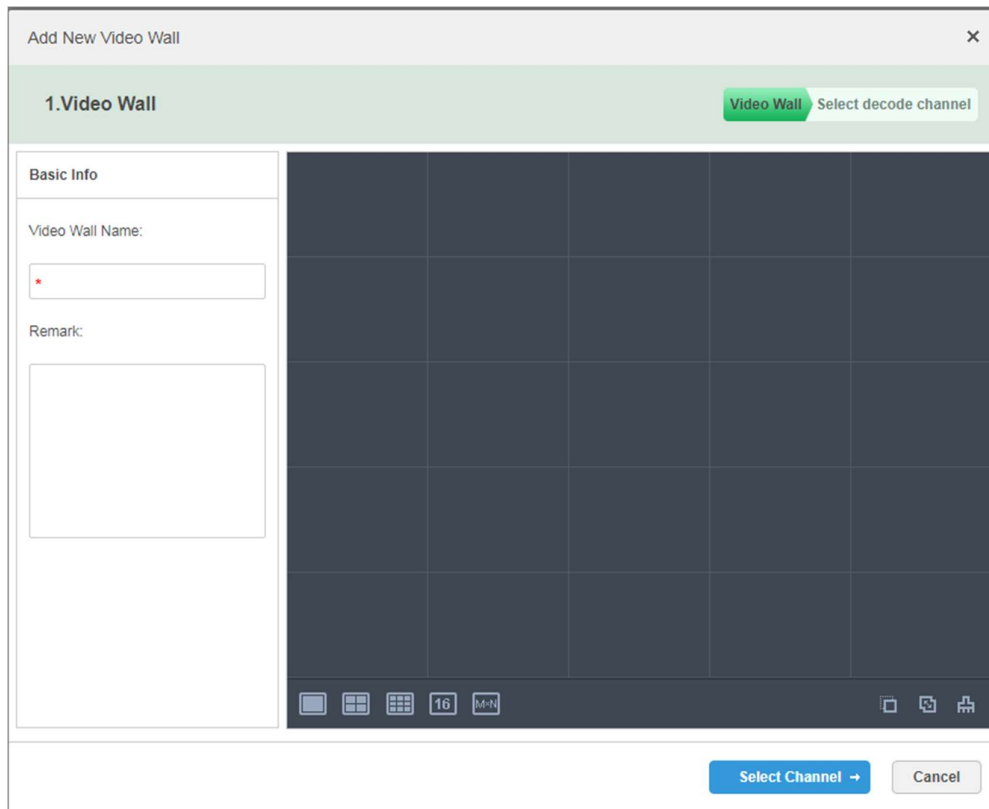 Add New Video Wall ×
1.Video Wall
Video Wall Select decode channel
Basic Info
Video Wall Name:
*
Remark:
16
M×N
Select Channel →
Cancel